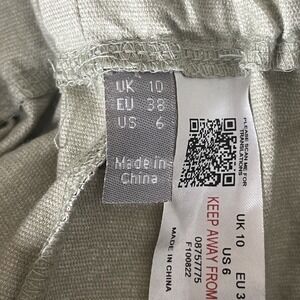 UK 10
EU 38
US 6
Made in
China
PLEASE SCAN ME FOR
TRANSLATIONS
UK 10 EU 3
US 6
KEEP AWAY FROM
08757775
F100822
MADE IN CHINA